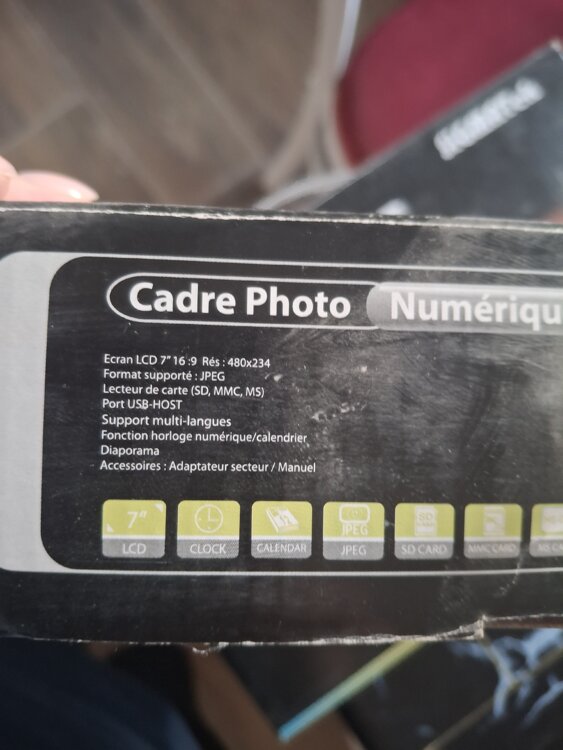 Cadre Photo Numériqu
Ecran LCD 7" 16 :9 Rés : 480x234
Format supporté : JPEG
Lecteur de carte (SD, MMC, MS)
Port USB-HOST
Support multi-langues
Fonction horloge numérique/calendrier
Diaporama
Accessoires : Adaptateur secteur / Manuel
7" JPEG SD
LCD CLOCK CALENDAR JPEG SD CARD MMC CARD MS CA